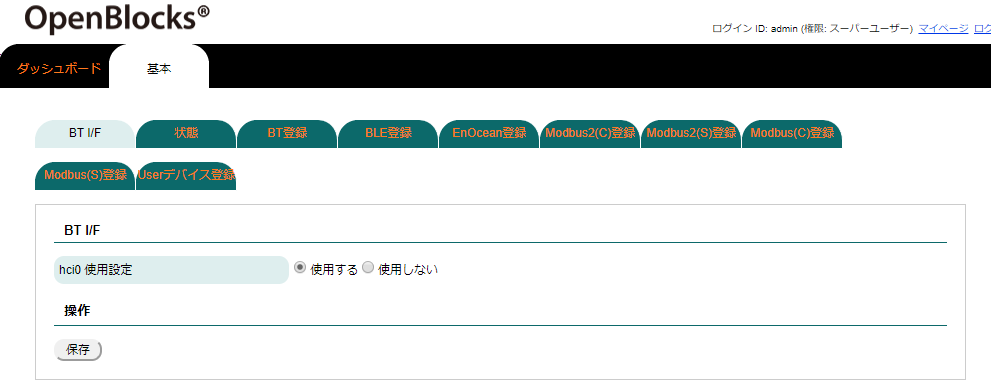 OpenBlocks®
ログイン ID: admin (権限: スーパーユーザー) マイページ ログ
ダッシュボード 基本
BT I/F 状態 BT登録 BLE登録 EnOcean登録 Modbus2(C)登録 Modbus2(S)登録 Modbus(C)登録
Modbus(S)登録 Userデバイス登録
BT I/F
hci0 使用設定 使用する 使用しない
操作
保存